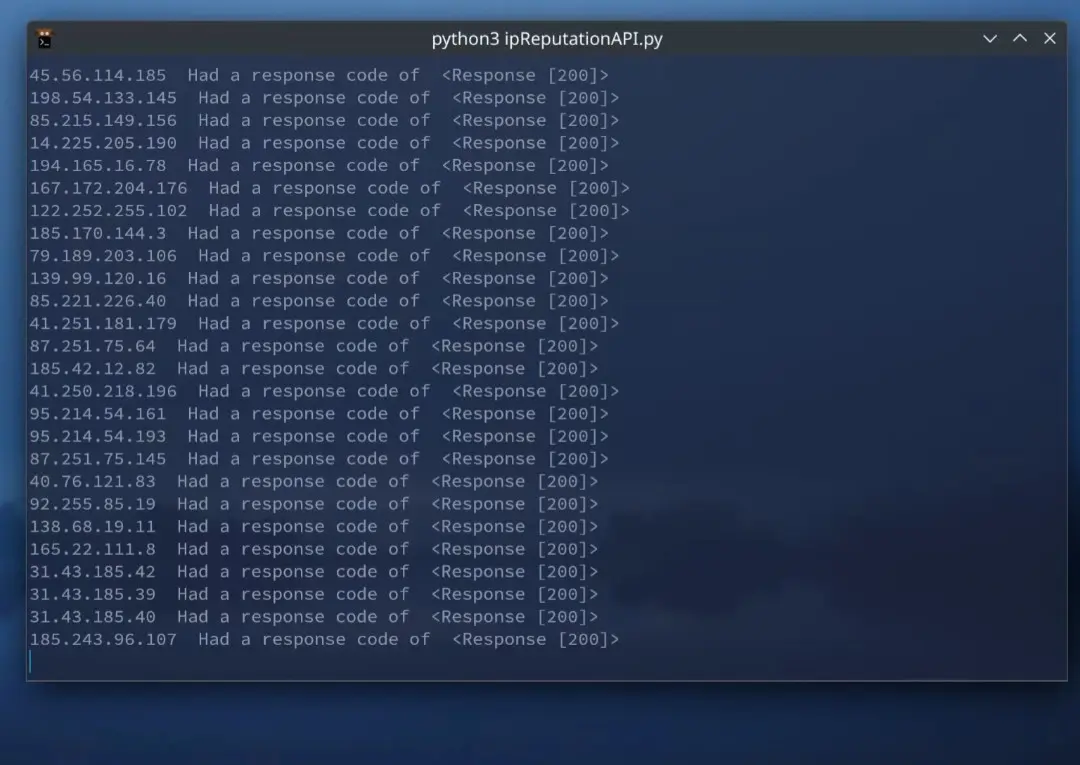 python3 ipReputationAPI.py
45.56.114.185  Had a response code of  <Response [200]>
198.54.133.145  Had a response code of  <Response [200]>
85.215.149.156  Had a response code of  <Response [200]>
14.225.205.190  Had a response code of  <Response [200]>
194.165.16.78  Had a response code of  <Response [200]>
167.172.204.176  Had a response code of  <Response [200]>
122.252.255.102  Had a response code of  <Response [200]>
185.170.144.3  Had a response code of  <Response [200]>
79.189.203.106  Had a response code of  <Response [200]>
139.99.120.16  Had a response code of  <Response [200]>
85.221.226.40  Had a response code of  <Response [200]>
41.251.181.179  Had a response code of  <Response [200]>
87.251.75.64  Had a response code of  <Response [200]>
185.42.12.82  Had a response code of  <Response [200]>
41.250.218.196  Had a response code of  <Response [200]>
95.214.54.161  Had a response code of  <Response [200]>
95.214.54.193  Had a response code of  <Response [200]>
87.251.75.145  Had a response code of  <Response [200]>
40.76.121.83  Had a response code of  <Response [200]>
92.255.85.19  Had a response code of  <Response [200]>
138.68.19.11  Had a response code of  <Response [200]>
165.22.111.8  Had a response code of  <Response [200]>
31.43.185.42  Had a response code of  <Response [200]>
31.43.185.39  Had a response code of  <Response [200]>
31.43.185.40  Had a response code of  <Response [200]>
185.243.96.107  Had a response code of  <Response [200]>